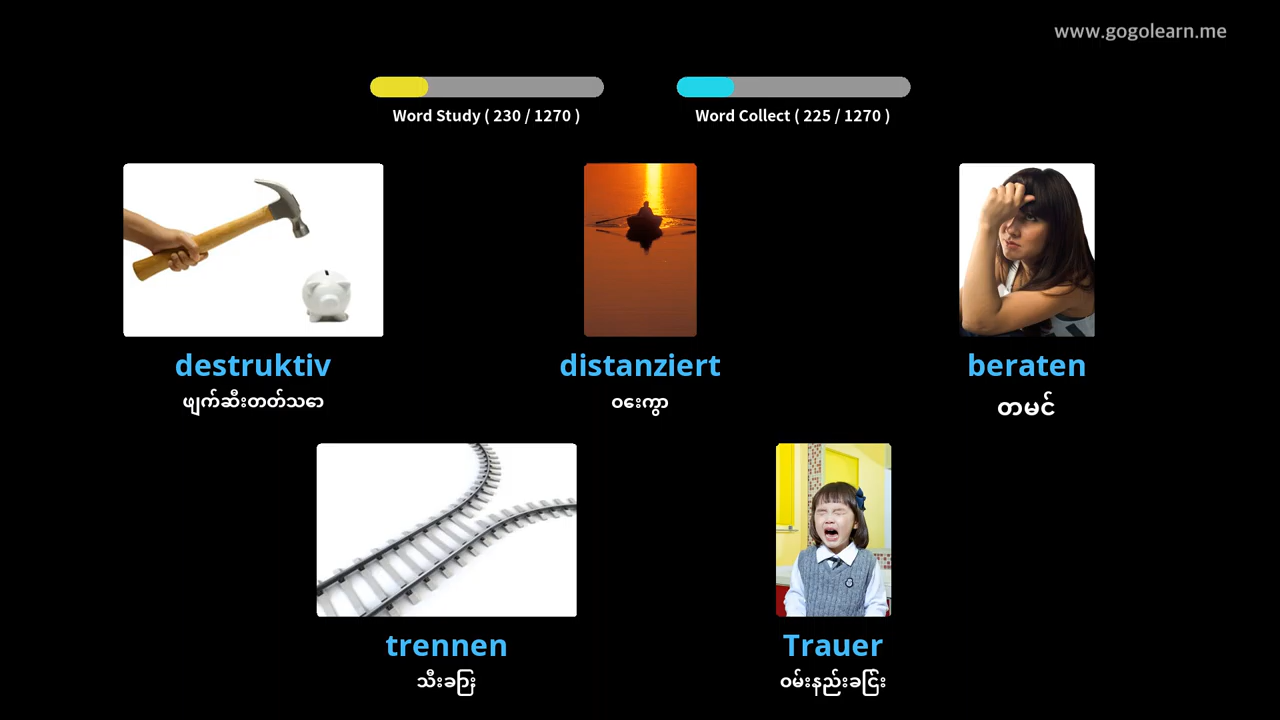 www.gogolearn.me
Word Study ( 230 / 1270 )
Word Collect ( 225 / 1270 )
destruktiv
ဖျက်ဆီးတတ်သော
distanziert
ဝေးကွာ
beraten
တမင်
trennen
သီးခြား
Trauer
ဝမ်းနည်းခြင်း